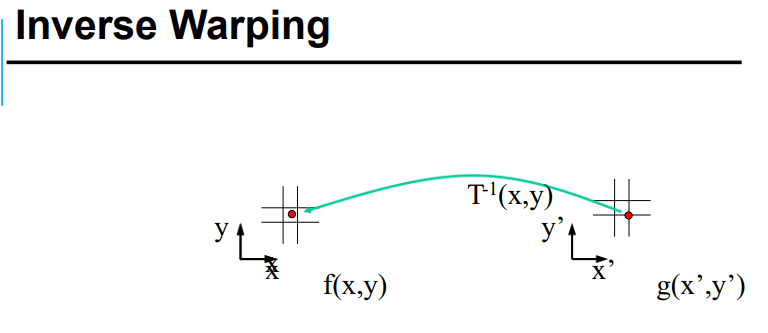 Inverse Warping
T⁻¹(x,y)
y
y’
x
x’
f(x,y)
g(x’,y’)